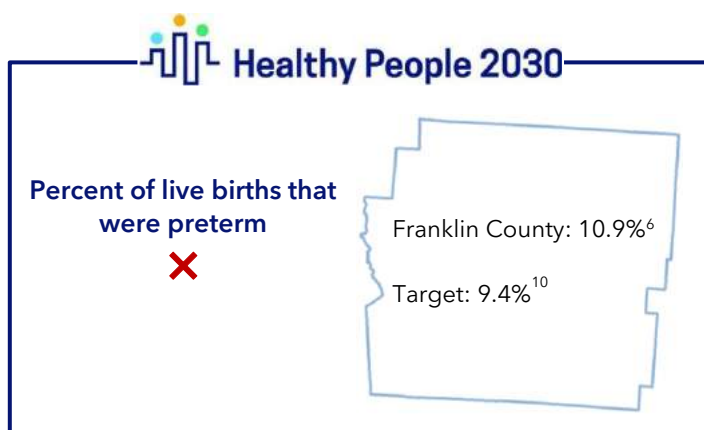 Healthy People 2030
Percent of live births that
were preterm
Franklin County: 10.9%⁶
Target: 9.4%¹⁰